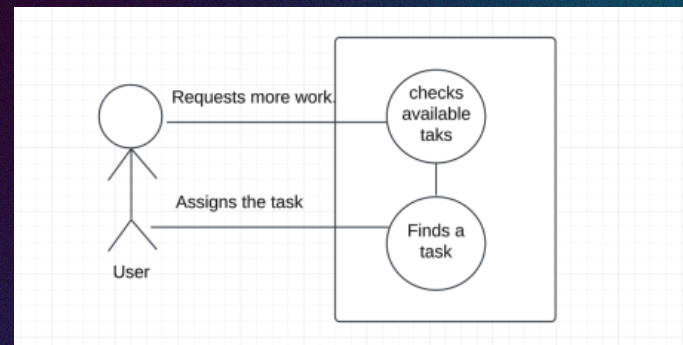 Requests more work.
checks
available
taks
Assigns the task
Finds a
task
User